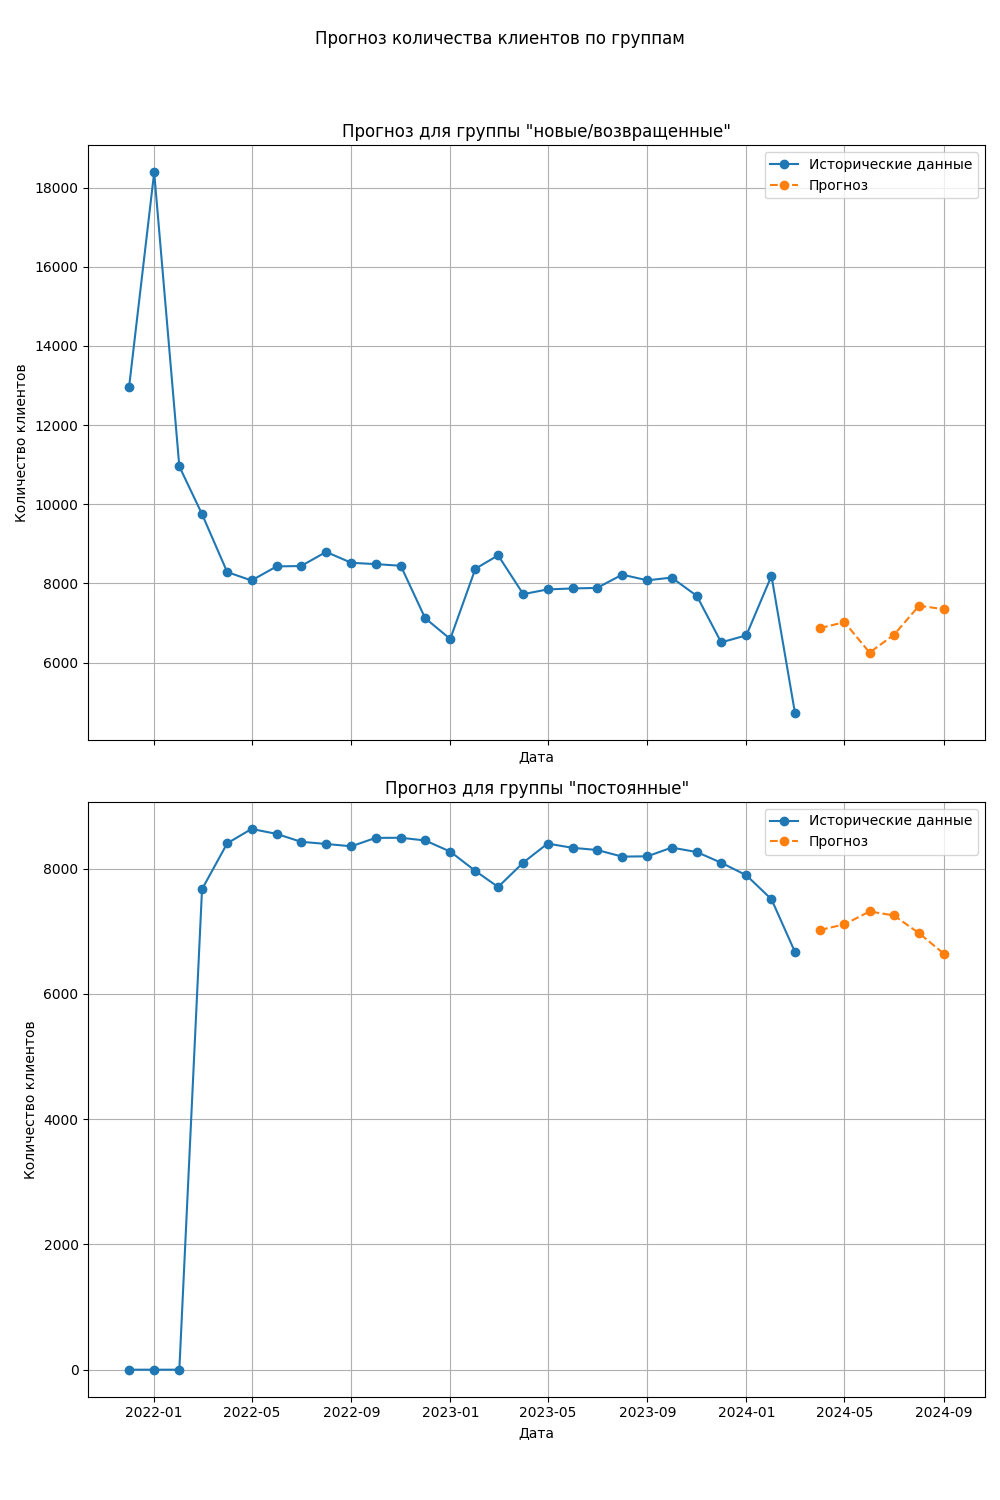 Прогноз количества клиентов по группам
Прогноз для группы "новые/возвращенные"
Исторические данные
Прогноз
18000
16000
14000
12000
10000
8000
6000
Количество клиентов
Дата
Прогноз для группы "постоянные"
Исторические данные
Прогноз
8000
6000
4000
2000
0
Количество клиентов
2022-01 2022-05 2022-09 2023-01 2023-05 2023-09 2024-01 2024-05 2024-09
Дата